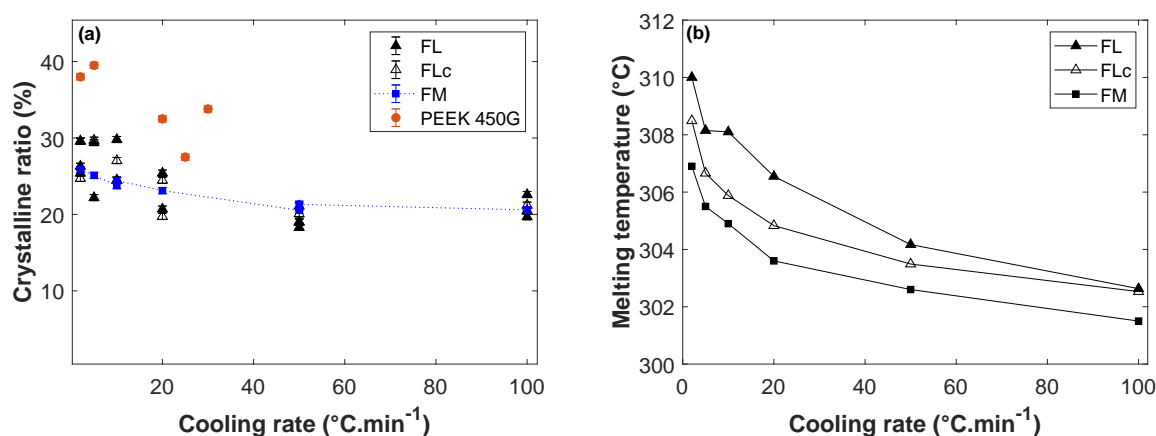 (a)
FL
FLc
FM
PEEK 450G
40
30
20
10
Crystalline ratio (%)
20 40 60 80 100
Cooling rate (°C.min-1)
(b)
FL
FLc
FM
312
310
308
306
304
302
300
Melting temperature (°C)
0 20 40 60 80 100
Cooling rate (°C.min-1)